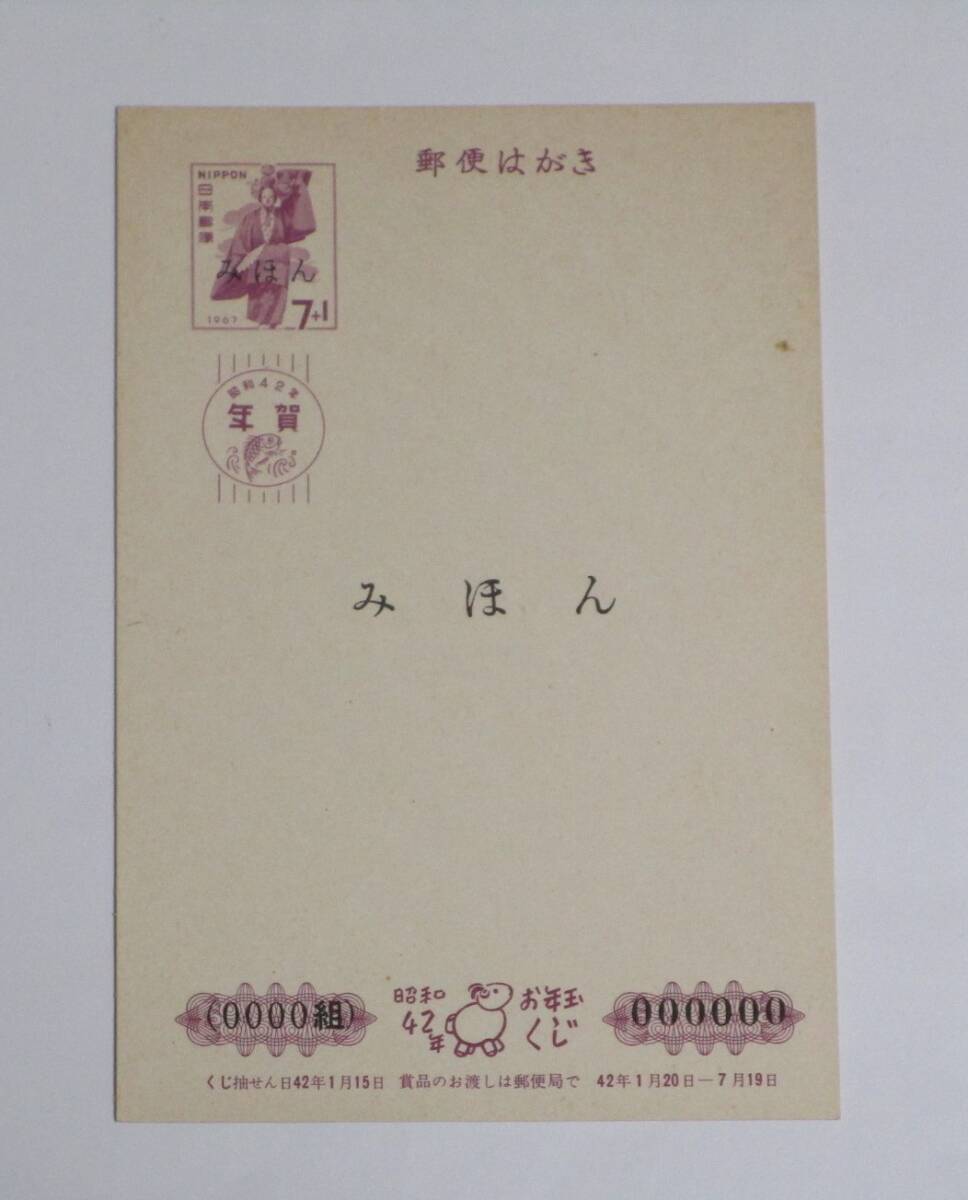 郵便はがき
NIPPON
日本郵便
みほん
1967
7+1
昭和42年
年賀
みほん
(0000組)
昭和
42
年
お年玉
くじ
000000
くじ抽せん日42年1月15日 賞品のお渡しは郵便局で 42年1月20日―7月19日